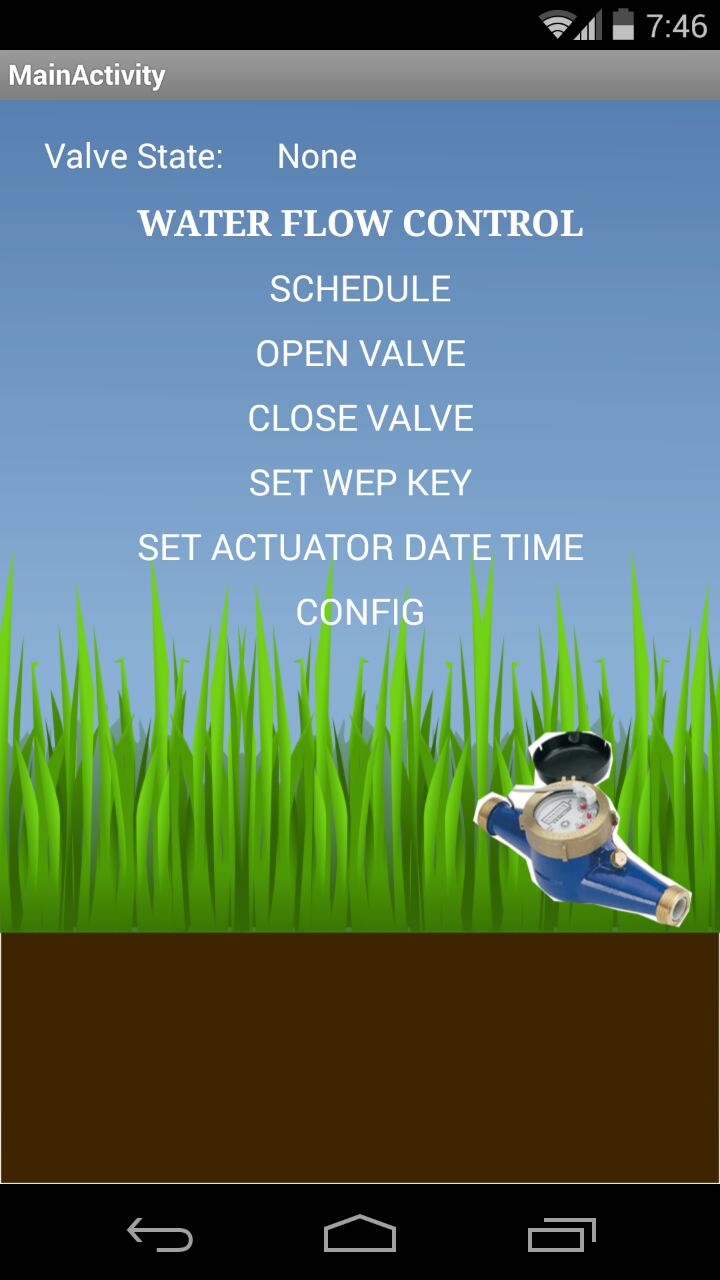 7:46
MainActivity
Valve State: None
WATER FLOW CONTROL
SCHEDULE
OPEN VALVE
CLOSE VALVE
SET WEP KEY
SET ACTUATOR DATE TIME
CONFIG